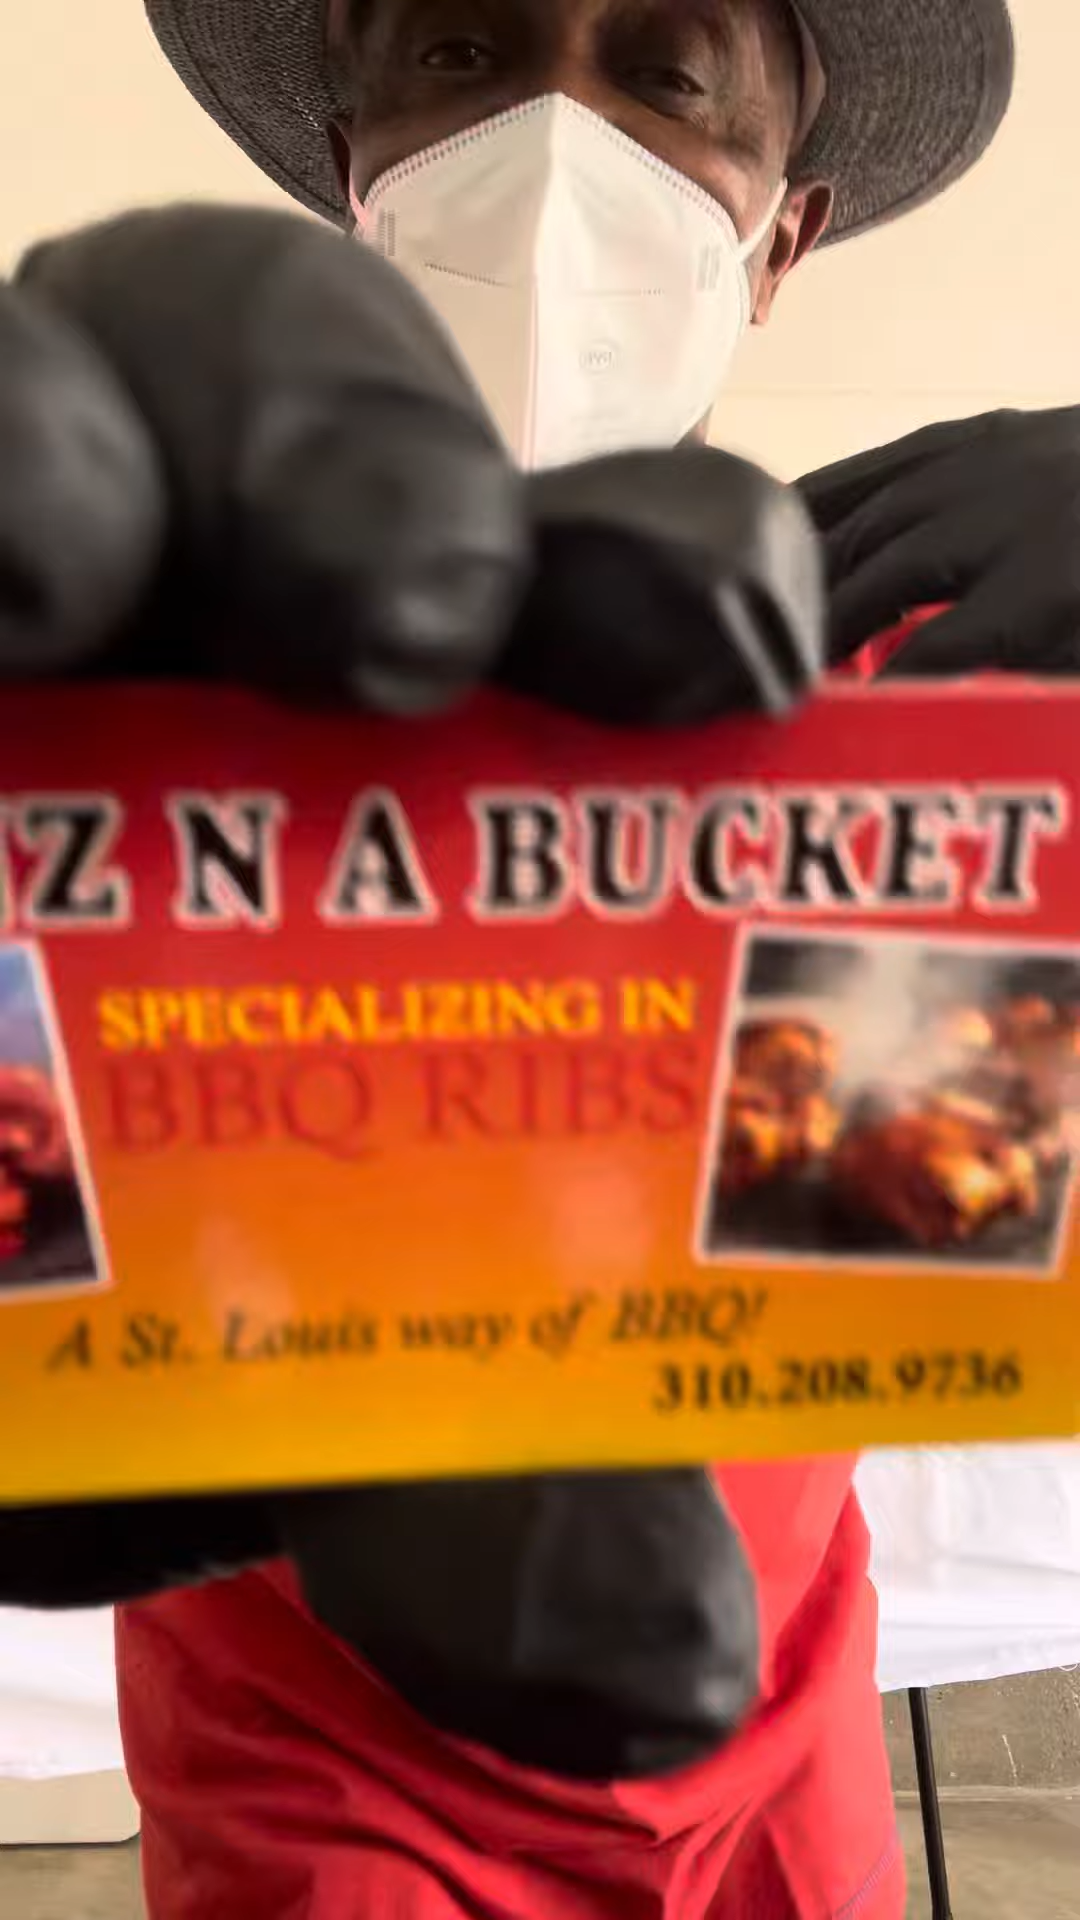 Z N A BUCKET
SPECIALIZING IN
BBQ RIBS
A St. Louis way of BBQ!
310.208.9736